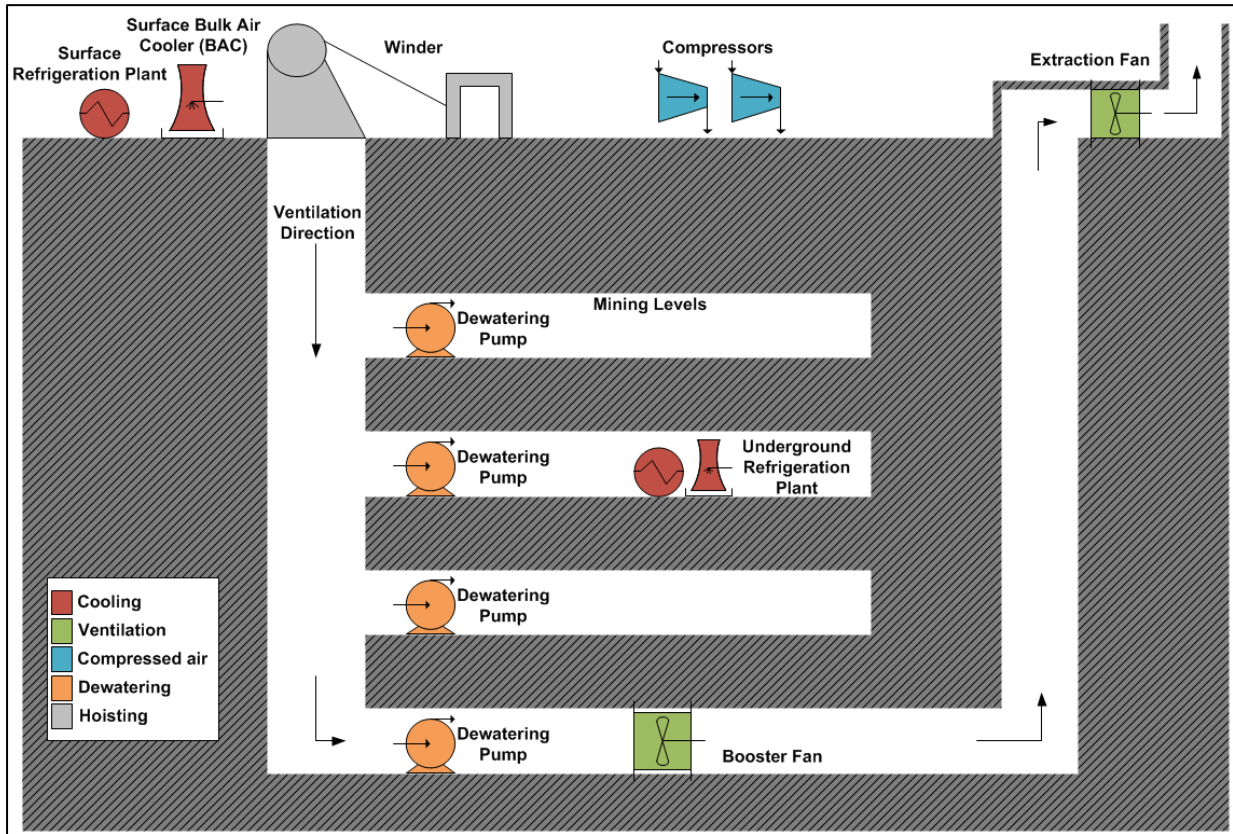 Surface
Refrigeration Plant
Surface Bulk Air
Cooler (BAC)
Winder
Compressors
Extraction Fan
Ventilation
Direction
Mining Levels
Dewatering
Pump
Dewatering
Pump
Underground
Refrigeration
Plant
Dewatering
Pump
Dewatering
Pump
Booster Fan
Cooling
Ventilation
Compressed air
Dewatering
Hoisting